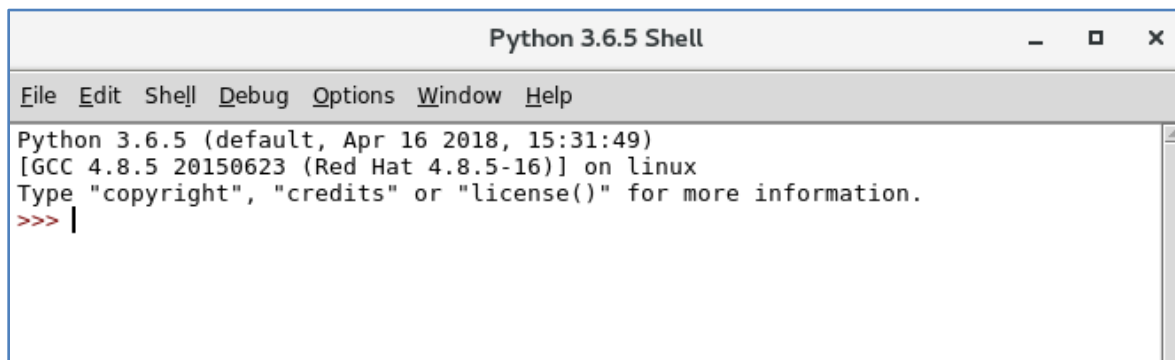 Python 3.6.5 Shell
File Edit Shell Debug Options Window Help
Python 3.6.5 (default, Apr 16 2018, 15:31:49)
[GCC 4.8.5 20150623 (Red Hat 4.8.5-16)] on linux
Type "copyright", "credits" or "license()" for more information.
>>>